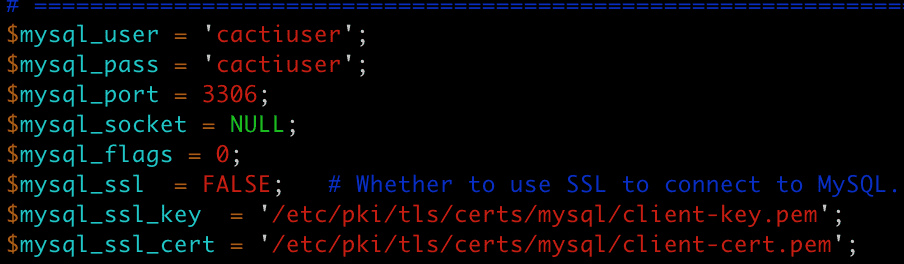 # ==============================================================
$mysql_user = 'cactiuser';
$mysql_pass = 'cactiuser';
$mysql_port = 3306;
$mysql_socket = NULL;
$mysql_flags = 0;
$mysql_ssl  = FALSE;   # Whether to use SSL to connect to MySQL.
$mysql_ssl_key  = '/etc/pki/tls/certs/mysql/client-key.pem';
$mysql_ssl_cert = '/etc/pki/tls/certs/mysql/client-cert.pem';